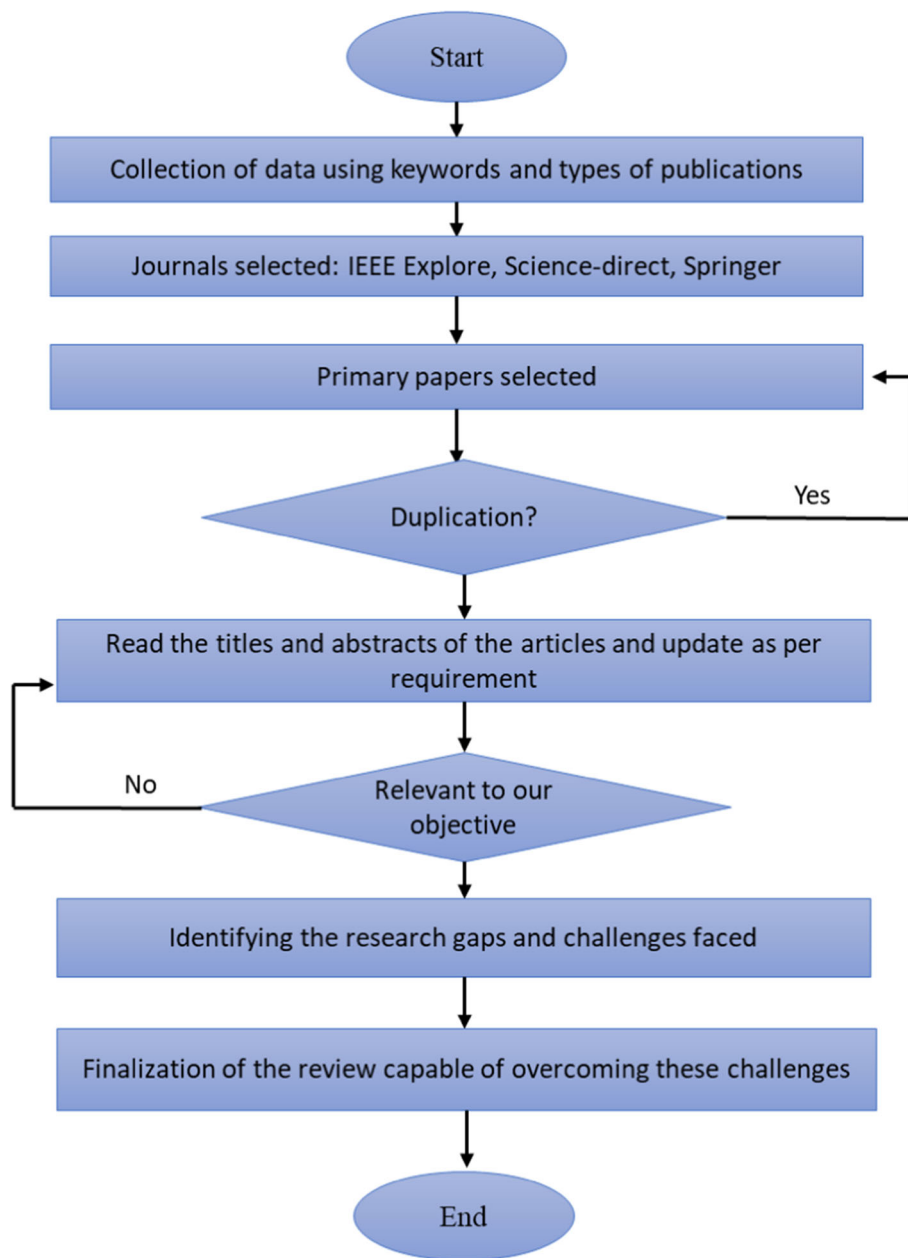 Start
Collection of data using keywords and types of publications
Journals selected: IEEE Explore, Science-direct, Springer
Primary papers selected
Duplication?
Yes
Read the titles and abstracts of the articles and update as per
requirement
No
Relevant to our
objective
Identifying the research gaps and challenges faced
Finalization of the review capable of overcoming these challenges
End